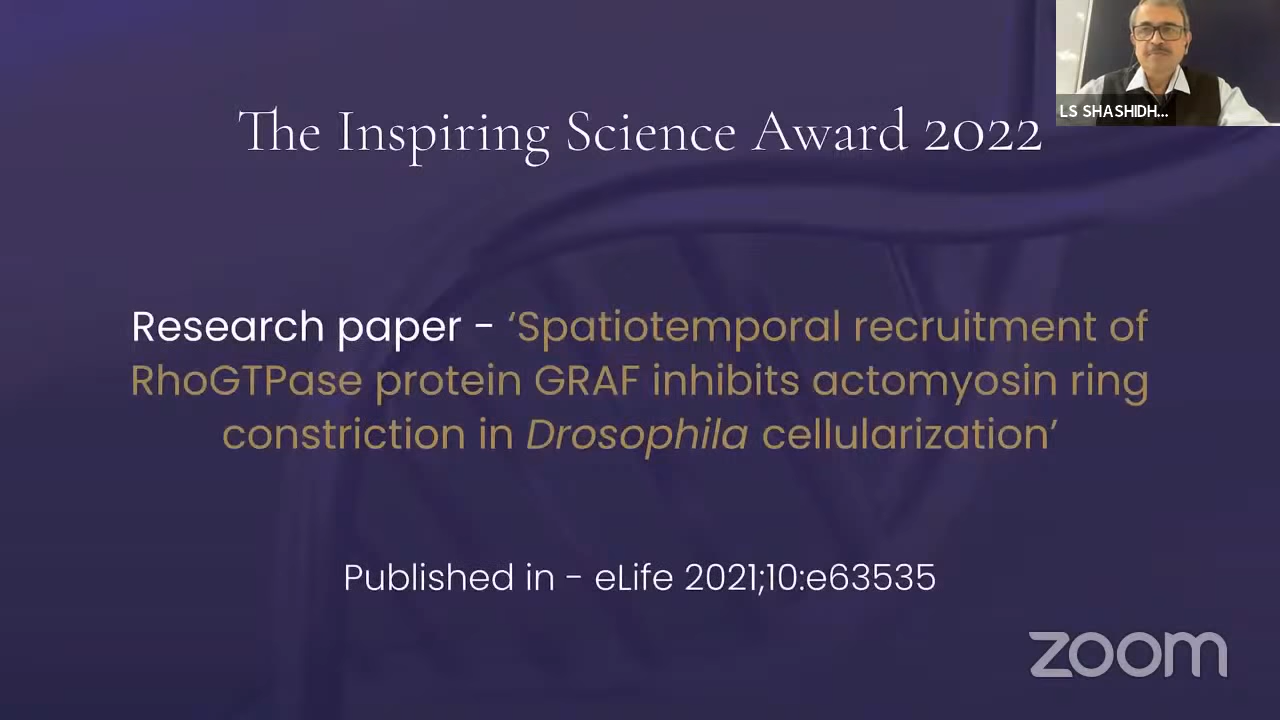 LS SHASHIDH...
The Inspiring Science Award 2022
Research paper - ‘Spatiotemporal recruitment of
RhoGTPase protein GRAF inhibits actomyosin ring
constriction in Drosophila cellularization’
Published in - eLife 2021;10:e63535
zoom